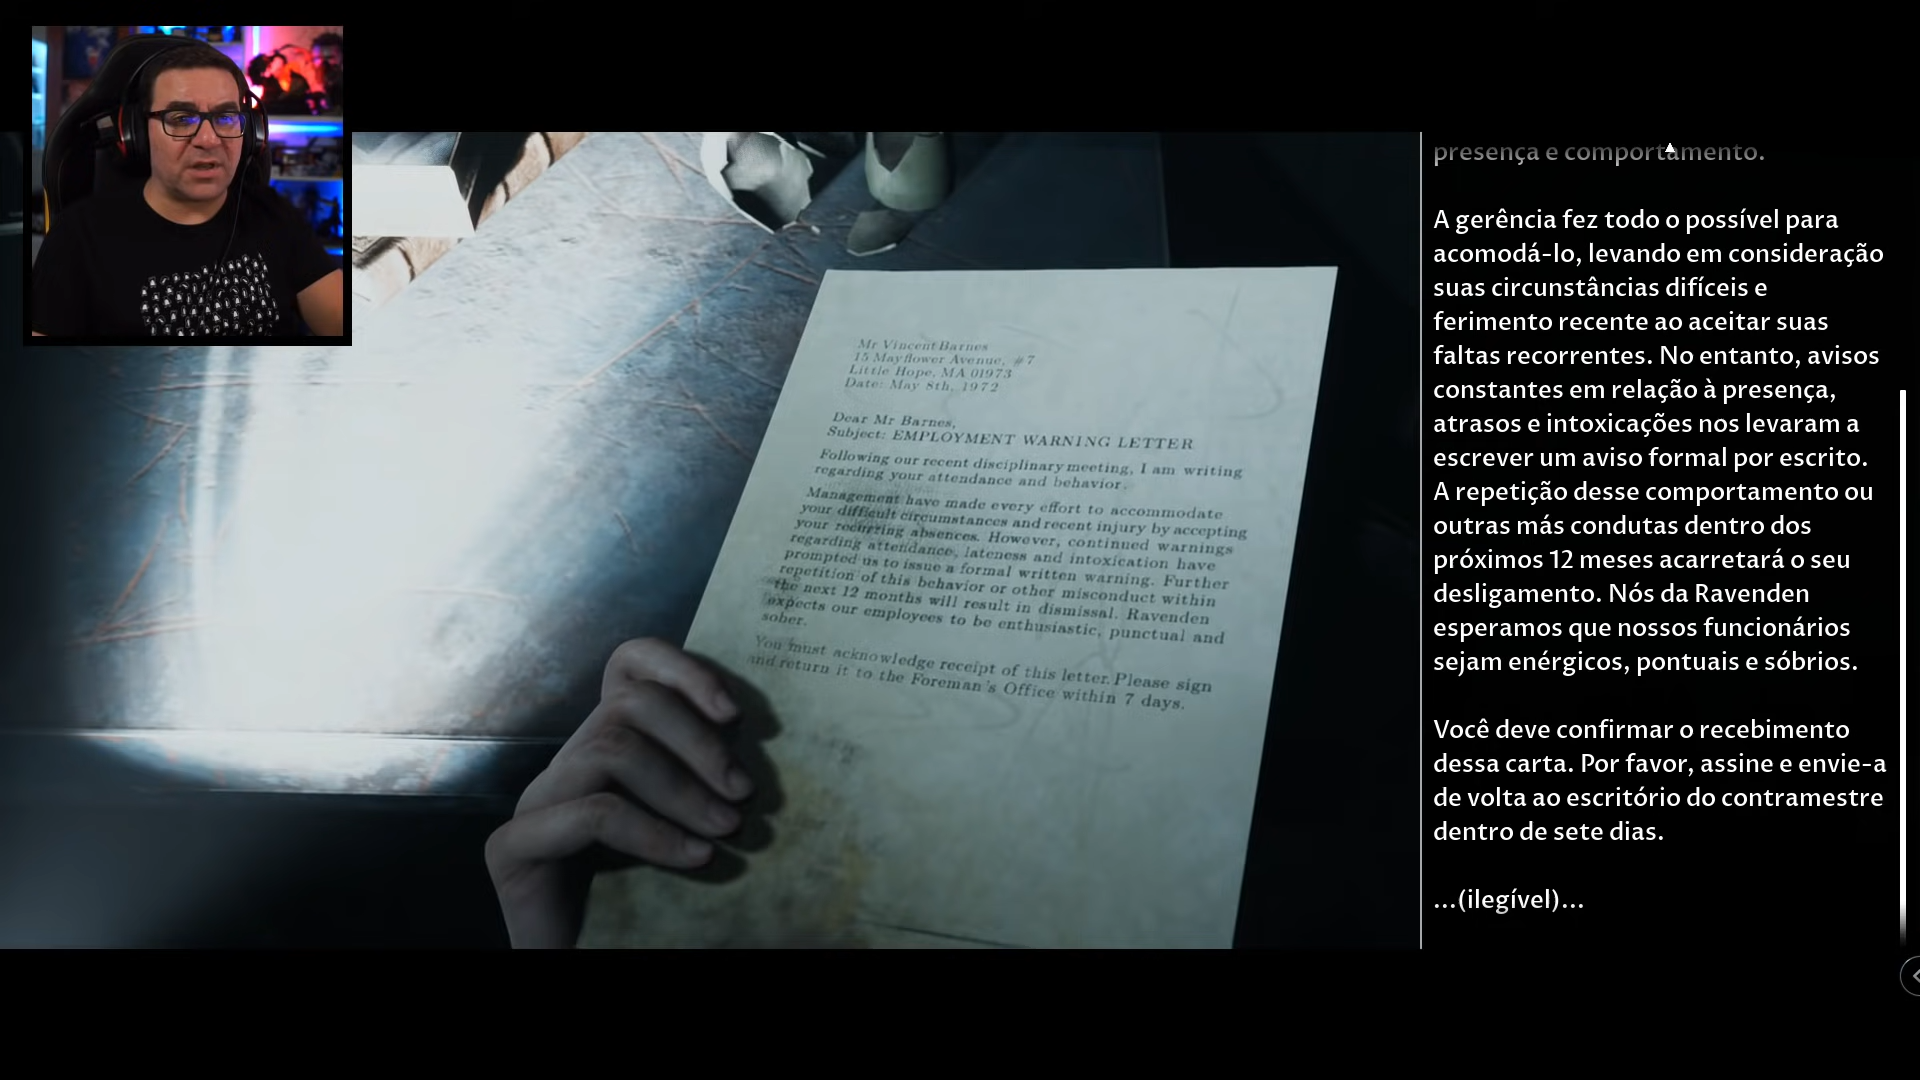 Mr Vincent Barnes
15 Mayflower Avenue, #7
Little Hope, MA 01973
Date: May 8th, 1972
Dear Mr Barnes,
Subject: EMPLOYMENT WARNING LETTER
Following our recent disciplinary meeting, I am writing
regarding your attendance and behavior.
Management have made every effort to accommodate
your difficult circumstances and recent injury by accepting
your recurring absences. However, continued warnings
regarding attendance, lateness and intoxication have
prompted us to issue a formal written warning. Further
repetition of this behavior or other misconduct within
the next 12 months will result in dismissal. Ravenden
expects our employees to be enthusiastic, punctual and
sober.
You must acknowledge receipt of this letter. Please sign
and return it to the Foreman's Office within 7 days.
presença e comportamento.
A gerência fez todo o possível para
acomodá-lo, levando em consideração
suas circunstâncias difíceis e
ferimento recente ao aceitar suas
faltas recorrentes. No entanto, avisos
constantes em relação à presença,
atrasos e intoxicações nos levaram a
escrever um aviso formal por escrito.
A repetição desse comportamento ou
outras más condutas dentro dos
próximos 12 meses acarretará o seu
desligamento. Nós da Ravenden
esperamos que nossos funcionários
sejam enérgicos, pontuais e sóbrios.
Você deve confirmar o recebimento
dessa carta. Por favor, assine e envie-a
de volta ao escritório do contramestre
dentro de sete dias.
...(ilegível)...